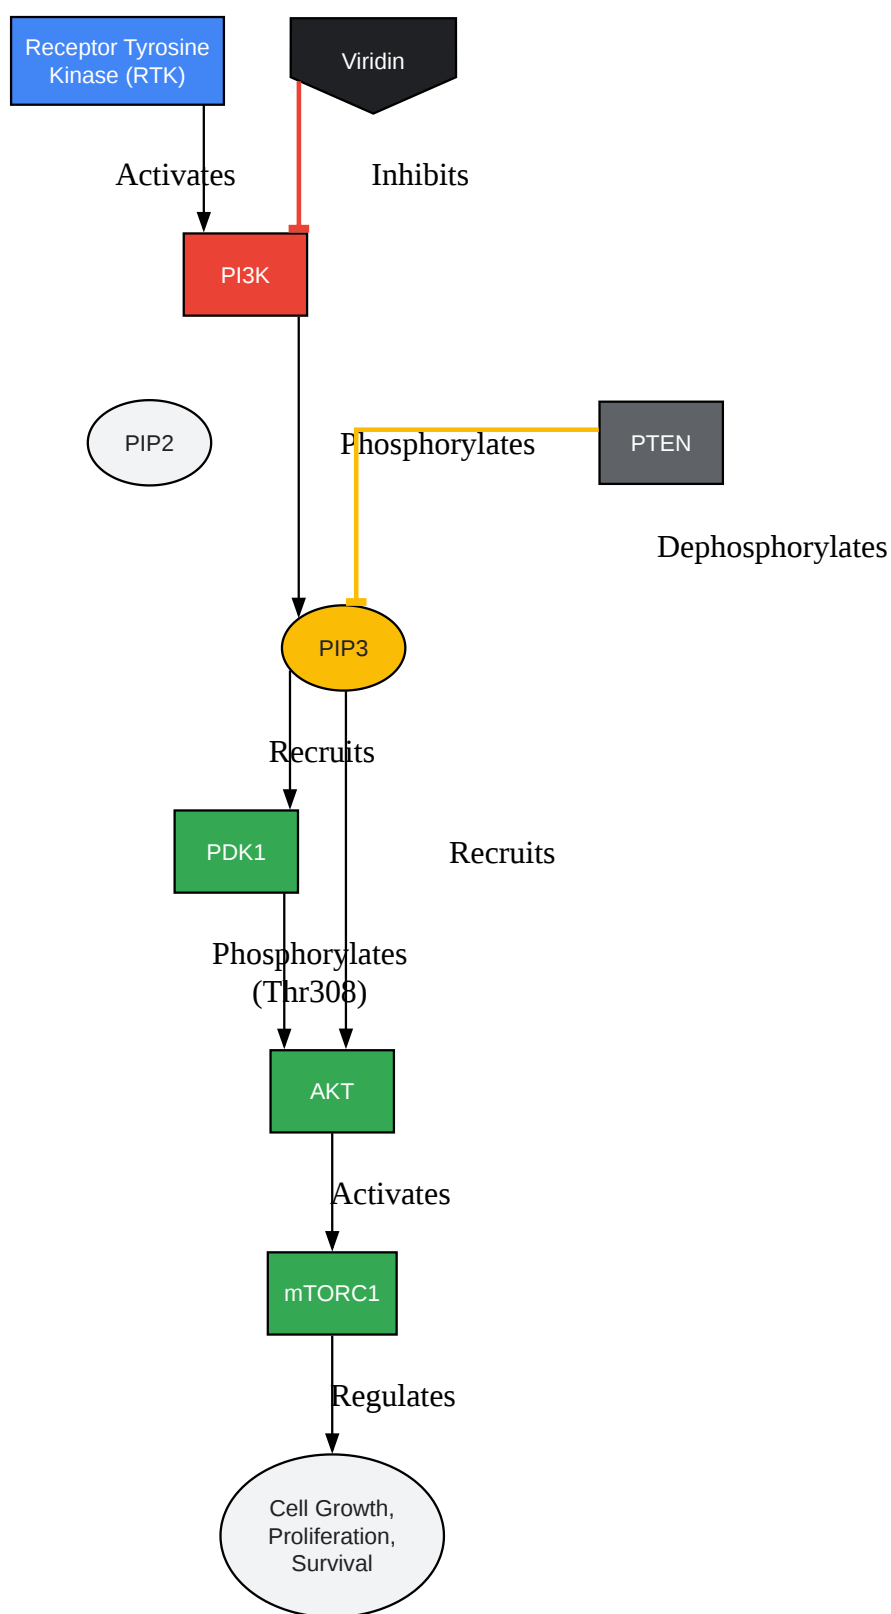 Receptor Tyrosine
Kinase (RTK)
Viridin
Activates
Inhibits
PI3K
PIP2
Phosphorylates
PTEN
Dephosphorylates
PIP3
Recruits
PDK1
Recruits
Phosphorylates
(Thr308)
AKT
Activates
mTORC1
Regulates
Cell Growth,
Proliferation,
Survival